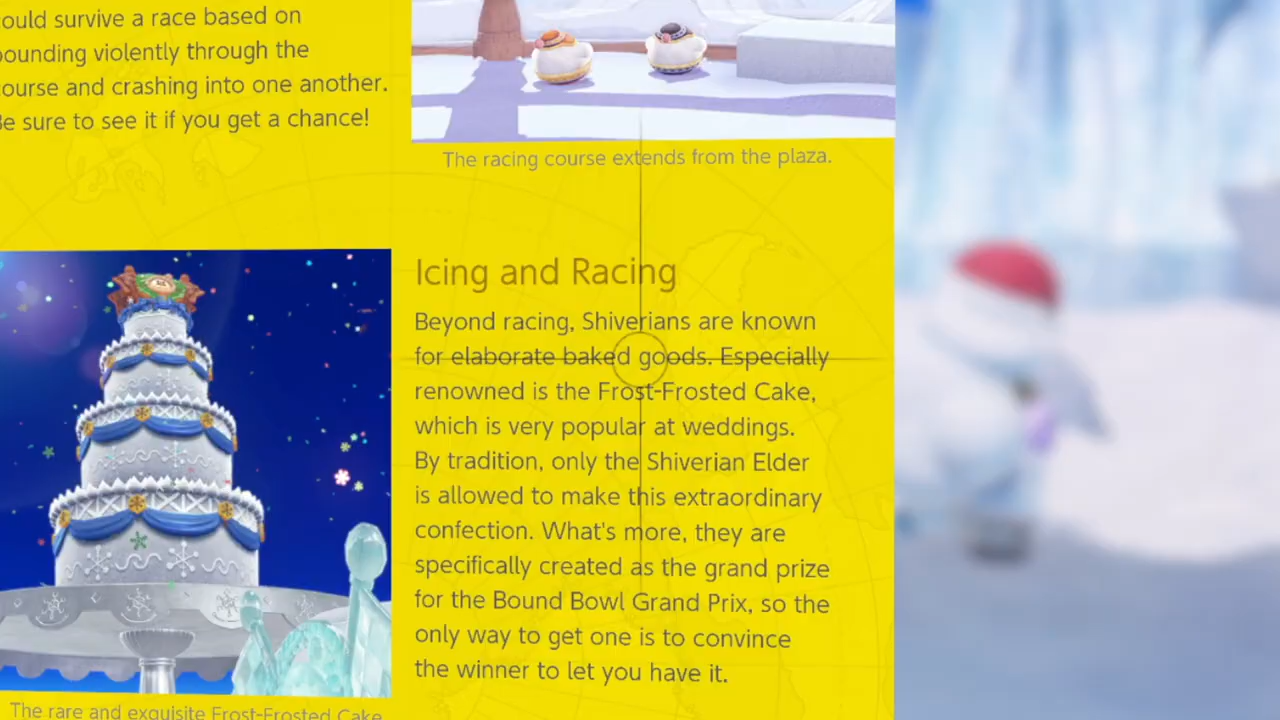 ould survive a race based on
ounding violently through the
ourse and crashing into one another.
Be sure to see it if you get a chance!
The racing course extends from the plaza.
Icing and Racing
Beyond racing, Shiverians are known
for elaborate baked goods. Especially
renowned is the Frost-Frosted Cake,
which is very popular at weddings.
By tradition, only the Shiverian Elder
is allowed to make this extraordinary
confection. What's more, they are
specifically created as the grand prize
for the Bound Bowl Grand Prix, so the
only way to get one is to convince
the winner to let you have it.
The rare and exquisite Frost-Frosted Cake